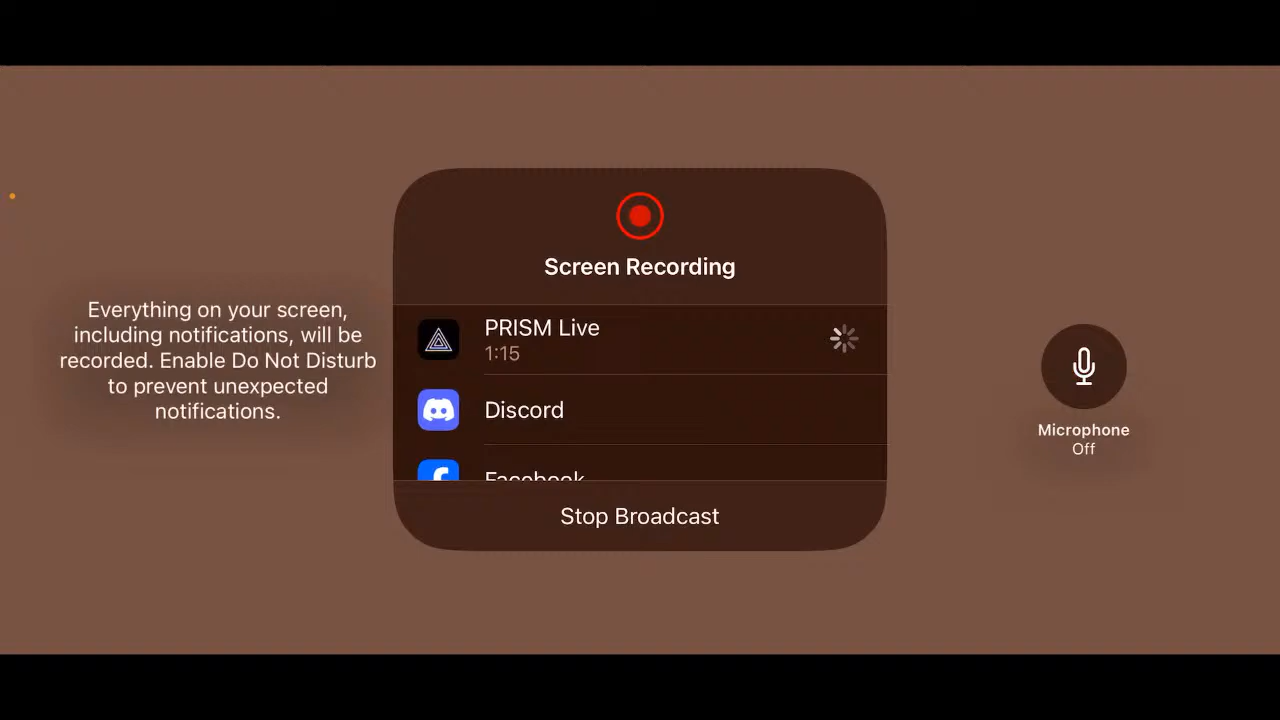 Screen Recording
Everything on your screen,
including notifications, will be
recorded. Enable Do Not Disturb
to prevent unexpected
notifications.
PRISM Live
1:15
Discord
Facebook
Stop Broadcast
Microphone
Off